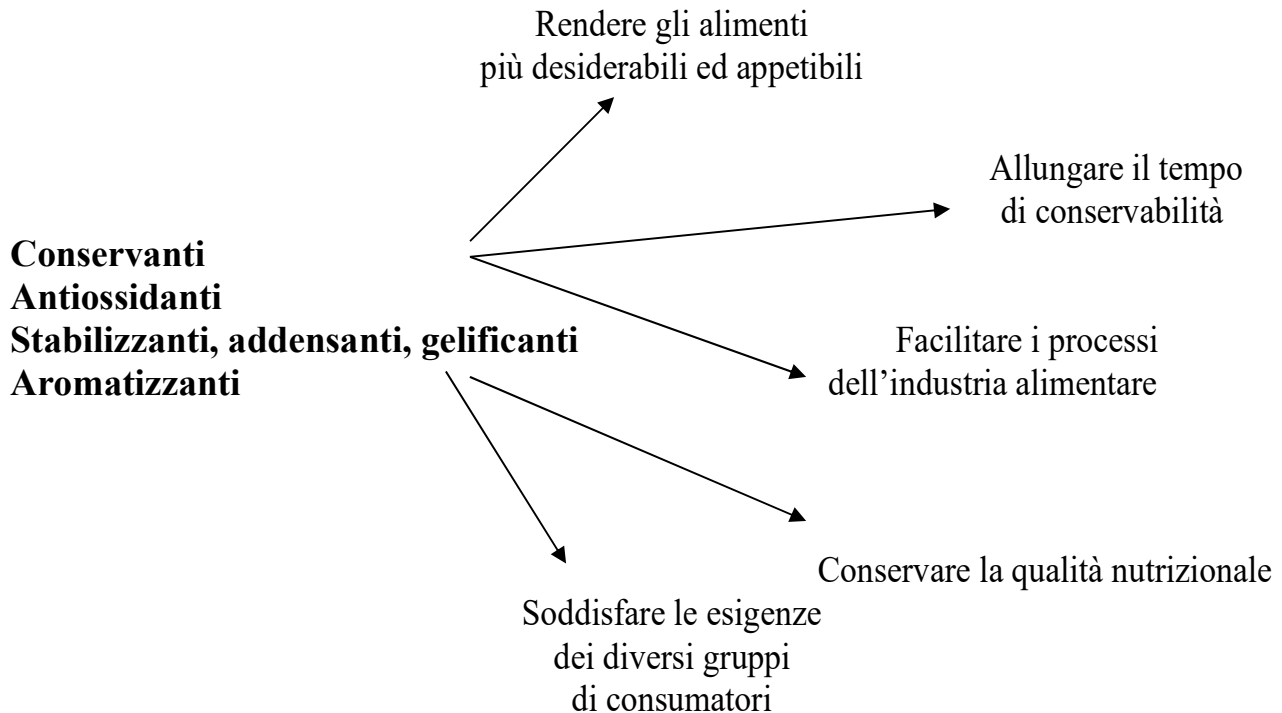 Rendere gli alimenti
più desiderabili ed appetibili
Allungare il tempo
di conservabilità
Conservanti
Antiossidanti
Stabilizzanti, addensanti, gelificanti
Aromatizzanti
Facilitare i processi
dell’industria alimentare
Conservare la qualità nutrizionale
Soddisfare le esigenze
dei diversi gruppi
di consumatori